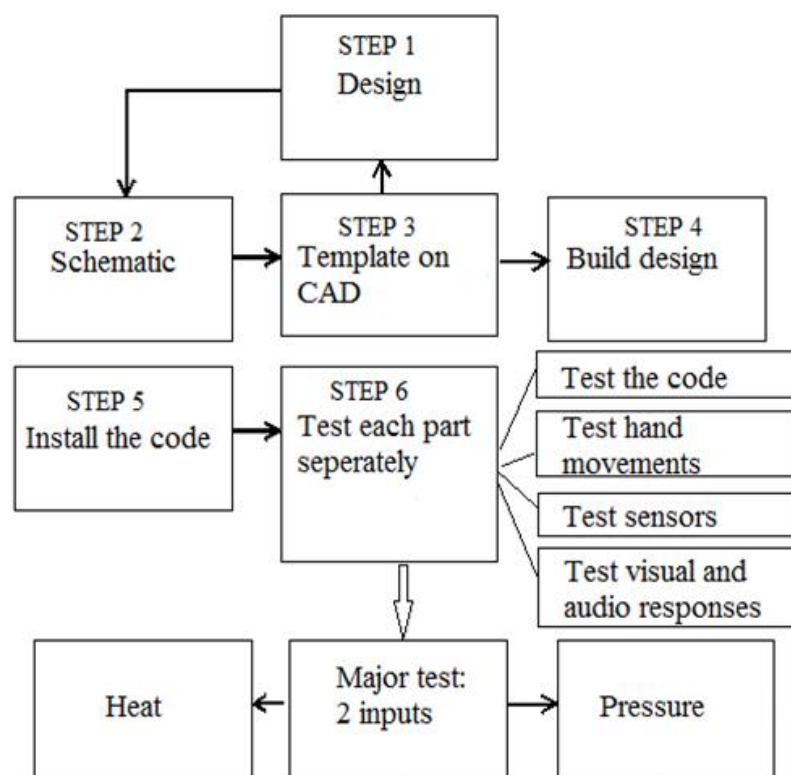 STEP 1
Design
STEP 2
Schematic
STEP 3
Template on
CAD
STEP 4
Build design
STEP 5
Install the code
STEP 6
Test each part
seperately
Test the code
Test hand
movements
Test sensors
Test visual and
audio responses
Heat
Major test:
2 inputs
Pressure